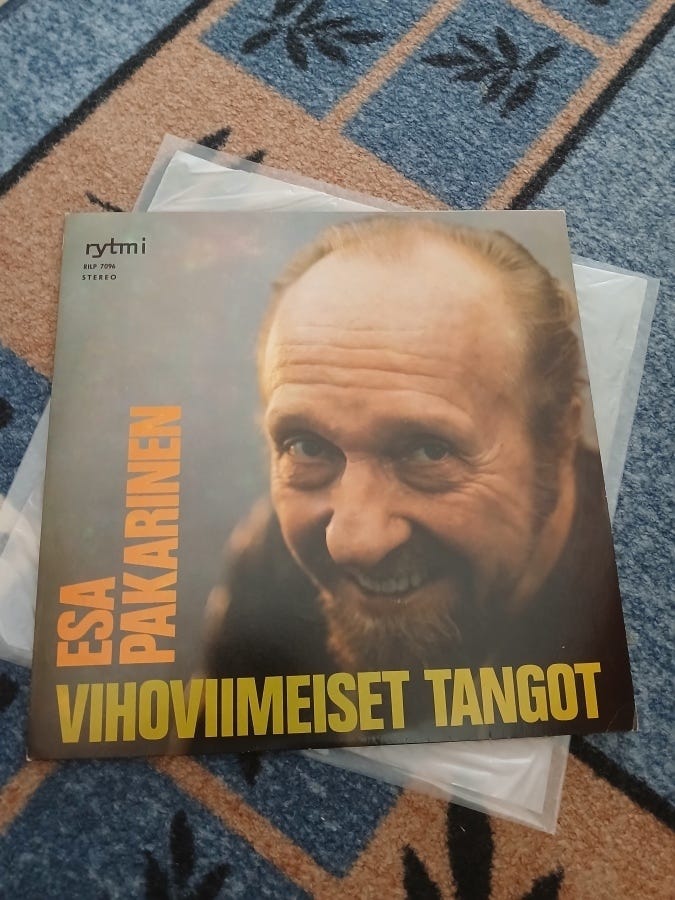 rytmi
RILP 7096
STEREO
ESA
PAKARINEN
VIHOVIIMEISET TANGOT